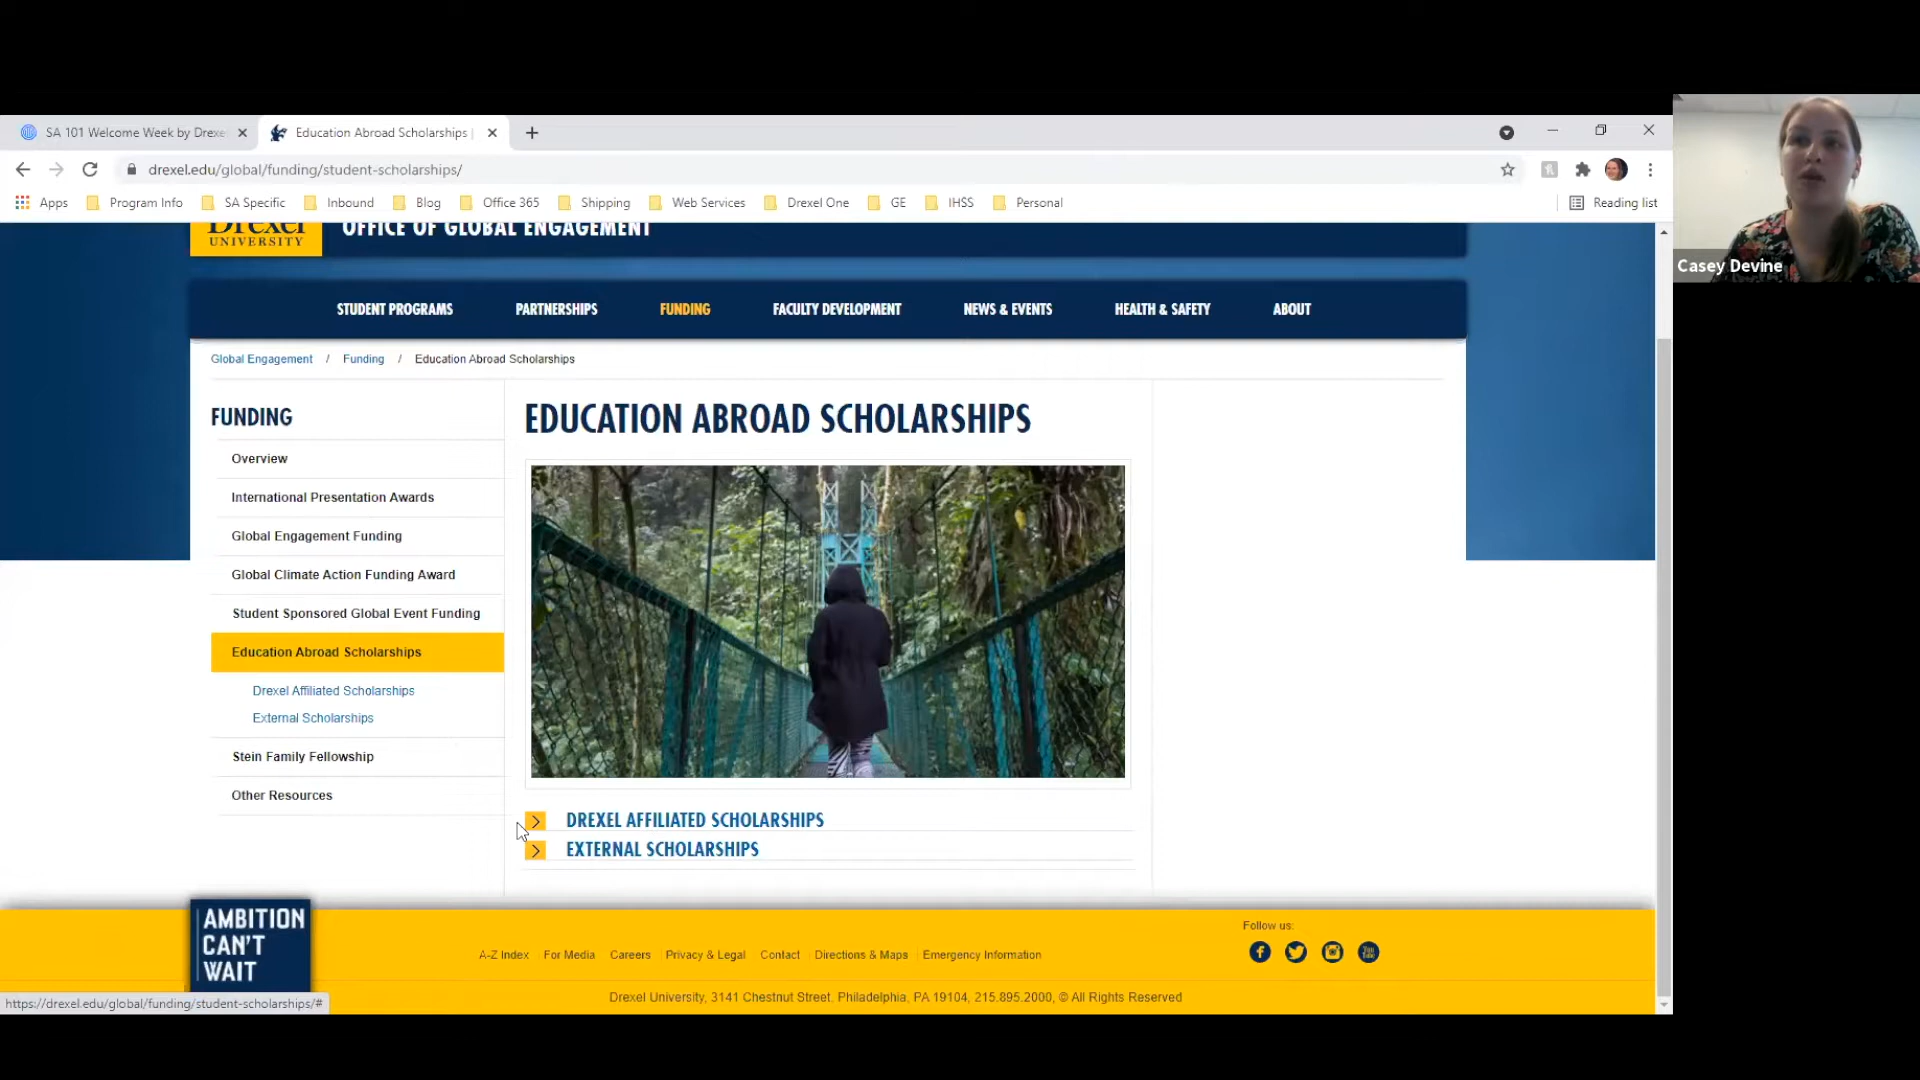 SA 101 Welcome Week by Drexe
Education Abroad Scholarships |
drexel.edu/global/funding/student-scholarships/
Apps Program Info SA Specific Inbound Blog Office 365 Shipping Web Services Drexel One GE IHSS Personal Reading list
Casey Devine
Drexel
UNIVERSITY
OFFICE OF GLOBAL ENGAGEMENT
STUDENT PROGRAMS PARTNERSHIPS FUNDING FACULTY DEVELOPMENT NEWS & EVENTS HEALTH & SAFETY ABOUT
Global Engagement / Funding / Education Abroad Scholarships
FUNDING
Overview
International Presentation Awards
Global Engagement Funding
Global Climate Action Funding Award
Student Sponsored Global Event Funding
Education Abroad Scholarships
Drexel Affiliated Scholarships
External Scholarships
Stein Family Fellowship
Other Resources
EDUCATION ABROAD SCHOLARSHIPS
DREXEL AFFILIATED SCHOLARSHIPS
EXTERNAL SCHOLARSHIPS
AMBITION
CAN'T
WAIT
A-Z Index For Media Careers Privacy & Legal Contact Directions & Maps Emergency Information
Follow us:
You
Tube
Drexel University, 3141 Chestnut Street, Philadelphia, PA 19104, 215.895.2000, © All Rights Reserved
https://drexel.edu/global/funding/student-scholarships/#